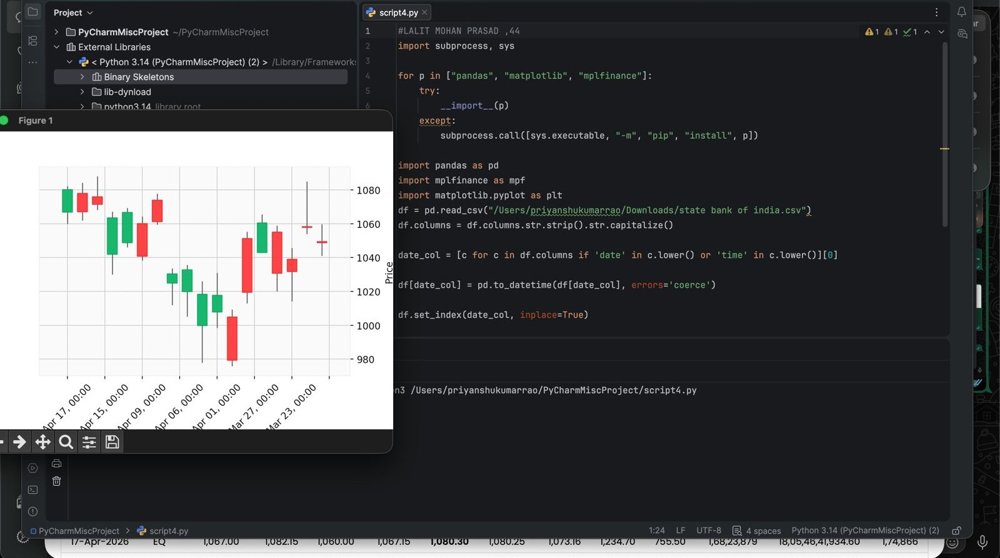 Project
PyCharmMiscProject ~/PyCharmMiscProject
External Libraries
< Python 3.14 (PyCharmMiscProject) (2) > /Library/Frameworks
Binary Skeletons
lib-dynload
python3.14 library root
script4.py
1 1 1
1 #LALIT MOHAN PRASAD ,44
2 import subprocess, sys
3
4 for p in ["pandas", "matplotlib", "mplfinance"]:
5 try:
6 __import__(p)
except:
subprocess.call([sys.executable, "-m", "pip", "install", p])
import pandas as pd
import mplfinance as mpf
import matplotlib.pyplot as plt
df = pd.read_csv("/Users/priyanshukumarrao/Downloads/state bank of india.csv")
df.columns = df.columns.str.strip().str.capitalize()
date_col = [c for c in df.columns if 'date' in c.lower() or 'time' in c.lower()][0]
df[date_col] = pd.to_datetime(df[date_col], errors='coerce')
df.set_index(date_col, inplace=True)
Figure 1
1080
1060
1040
1020
1000
980
Price
Apr 17, 00:00
Apr 15, 00:00
Apr 09, 00:00
Apr 06, 00:00
Apr 01, 00:00
Mar 27, 00:00
Mar 23, 00:00
n3 /Users/priyanshukumarrao/PyCharmMiscProject/script4.py
PyCharmMiscProject > script4.py
1:24 LF UTF-8 4 spaces Python 3.14 (PyCharmMiscProject) (2)
17-Apr-2026 EQ 1,067.00 1,082.15 1,060.00 1,067.15 1,080.30 1,080.25 1,073.16 1,234.70 755.50 1,68,23,879 18,05,46,41,934.60 1,74,866